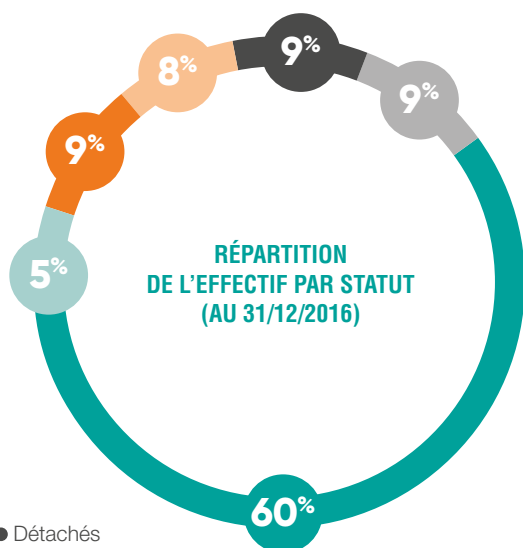 9%
8%
9%
9%
5%
RÉPARTITION
DE L'EFFECTIF PAR STATUT
(AU 31/12/2016)
60%
Détachés